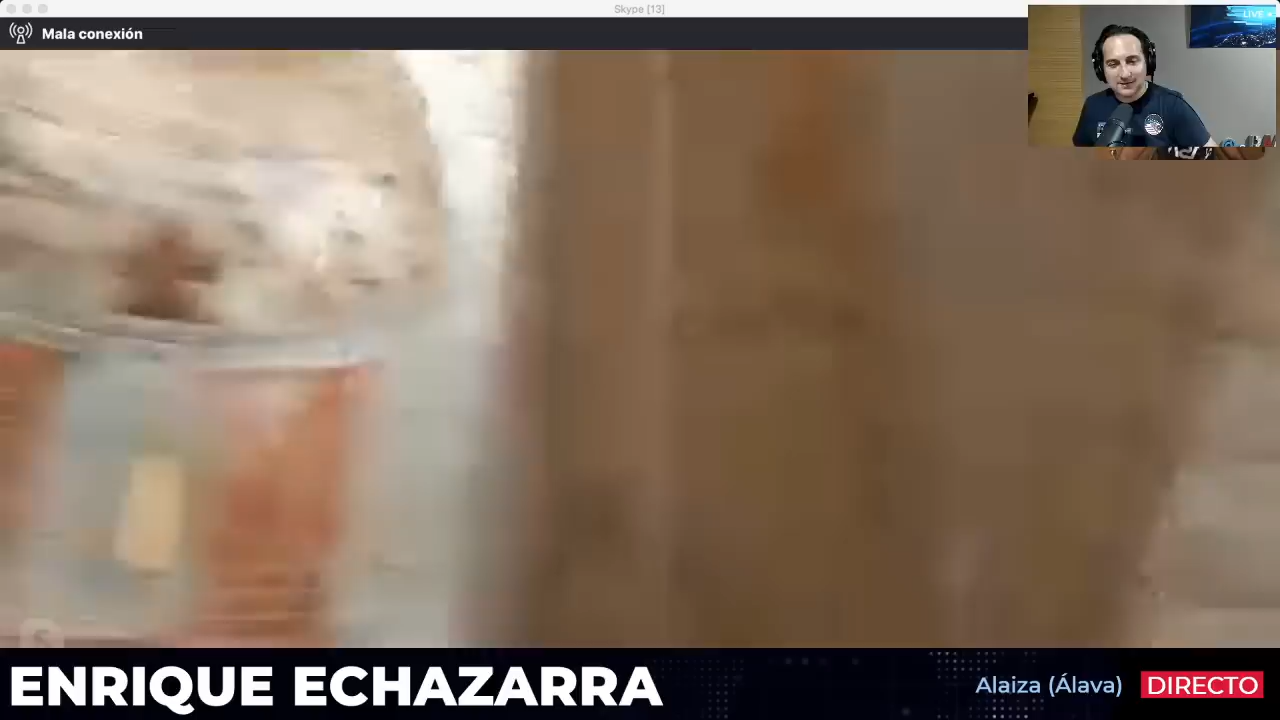 Skype [13]
Mala conexión
LIVE
ENRIQUE ECHAZARRA
Alaiza (Álava)
DIRECTO